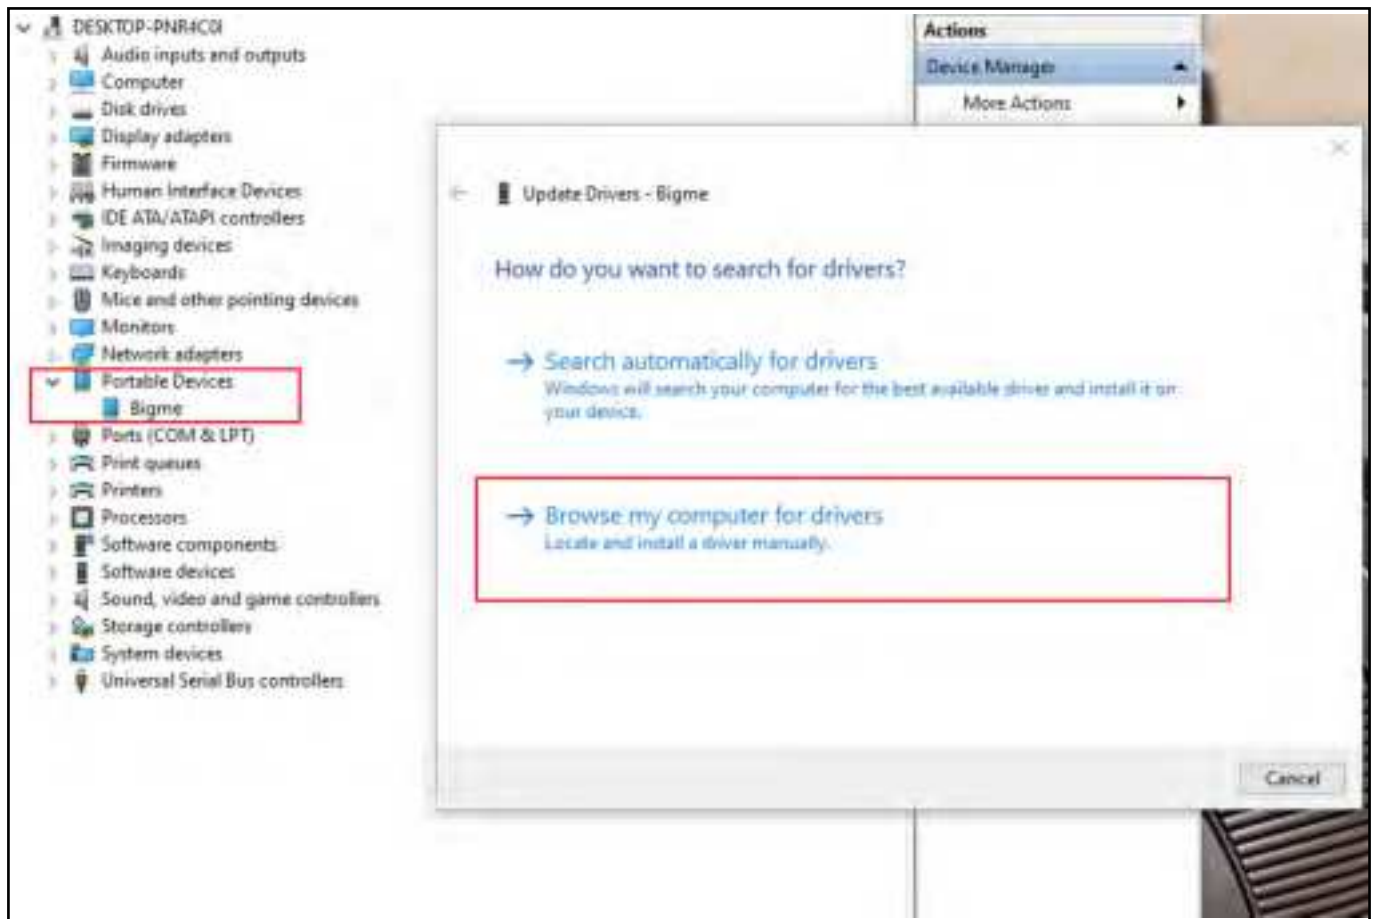 DESKTOP-PNR4C0I
Audio inputs and outputs
Computer
Disk drives
Display adapters
Firmware
Human Interface Devices
IDE ATA/ATAPI controllers
Imaging devices
Keyboards
Mice and other pointing devices
Monitors
Network adapters
Portable Devices
Bigme
Ports (COM & LPT)
Print queues
Printers
Processors
Software components
Software devices
Sound, video and game controllers
Storage controllers
System devices
Universal Serial Bus controllers
Actions
Device Manager
More Actions
Update Drivers - Bigme
How do you want to search for drivers?
Search automatically for drivers
Windows will search your computer for the best available driver and install it on
your device.
Browse my computer for drivers
Locate and install a driver manually.
Cancel